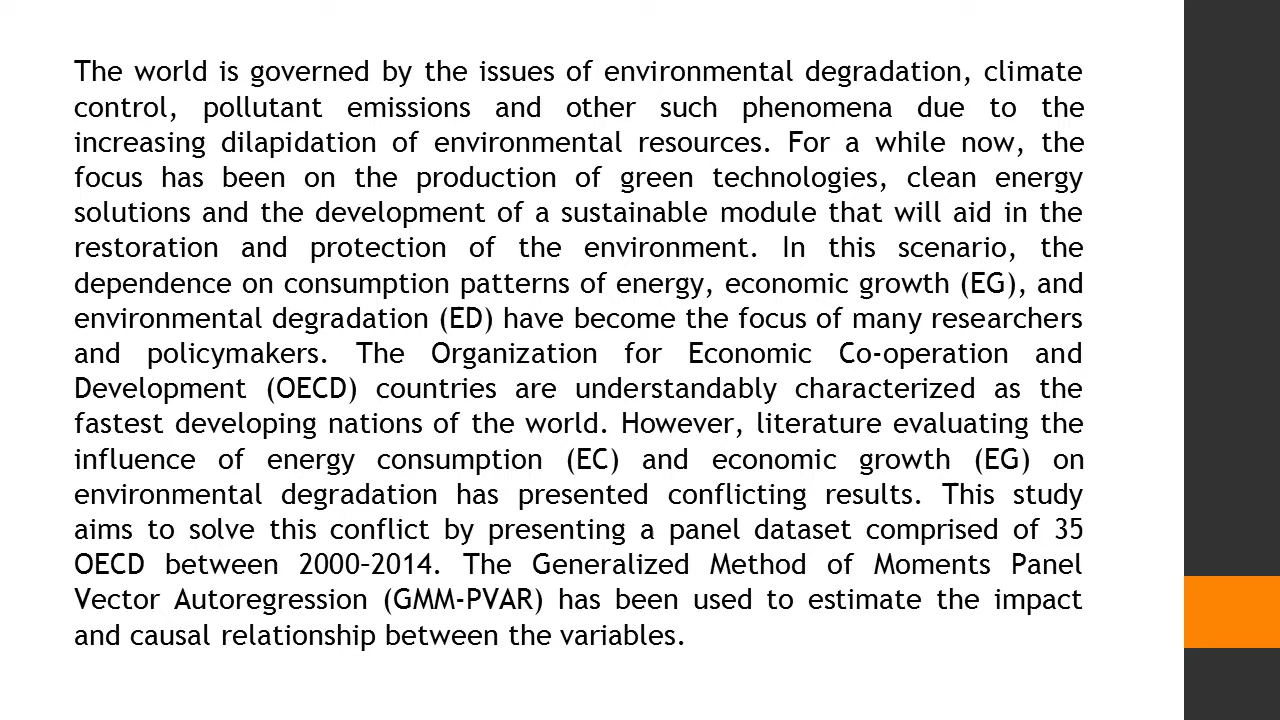 The world is governed by the issues of environmental degradation, climate
control, pollutant emissions and other such phenomena due to the
increasing dilapidation of environmental resources. For a while now, the
focus has been on the production of green technologies, clean energy
solutions and the development of a sustainable module that will aid in the
restoration and protection of the environment. In this scenario, the
dependence on consumption patterns of energy, economic growth (EG), and
environmental degradation (ED) have become the focus of many researchers
and policymakers. The Organization for Economic Co-operation and
Development (OECD) countries are understandably characterized as the
fastest developing nations of the world. However, literature evaluating the
influence of energy consumption (EC) and economic growth (EG) on
environmental degradation has presented conflicting results. This study
aims to solve this conflict by presenting a panel dataset comprised of 35
OECD between 2000–2014. The Generalized Method of Moments Panel
Vector Autoregression (GMM-PVAR) has been used to estimate the impact
and causal relationship between the variables.